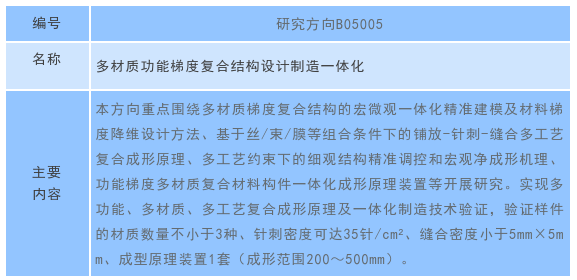 编号
研究方向B05005
名称
多材质功能梯度复合结构设计制造一体化
主要
内容
本方向重点围绕多材质梯度复合结构的宏微观一体化精准建模及材料梯
度降维设计方法、基于丝/束/膜等组合条件下的铺放-针刺-缝合多工艺
复合成形原理、多工艺约束下的细观结构精准调控和宏观净成形机理、
功能梯度多材质复合材料构件一体化成形原理装置等开展研究。实现多
功能、多材质、多工艺复合成形原理及一体化制造技术验证，验证样件
的材质数量不小于3种、针刺密度可达35针/cm²、缝合密度小于5mm×5m
m、成型原理装置1套（成形范围200～500mm）。